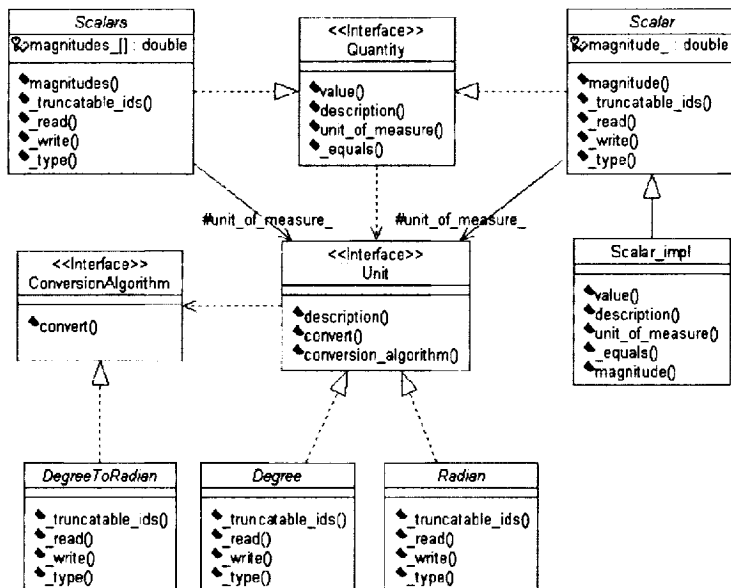 Scalars
magnitudes_[] : double
magnitudes()
_truncatable_ids()
_read()
_write()
_type()
<<Interface>>
Quantity
value()
description()
unit_of_measure()
_equals()
Scalar
magnitude_ : double
magnitude()
_truncatable_ids()
_read()
_write()
_type()
#unit_of_measure_
#unit_of_measure_
<<Interface>>
ConversionAlgorithm
convert()
<<Interface>>
Unit
description()
convert()
conversion_algorithm()
Scalar_impl
value()
description()
unit_of_measure()
_equals()
magnitude()
DegreeToRadian
_truncatable_ids()
_read()
_write()
_type()
Degree
_truncatable_ids()
_read()
_write()
_type()
Radian
_truncatable_ids()
_read()
_write()
_type()